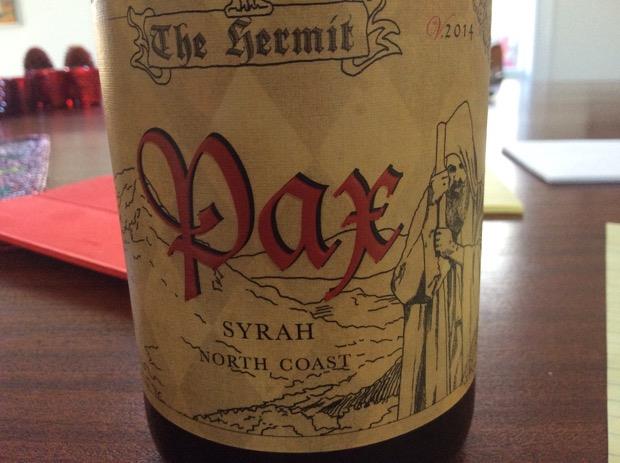 The Hermit
V.2014
Pax
SYRAH
NORTH COAST